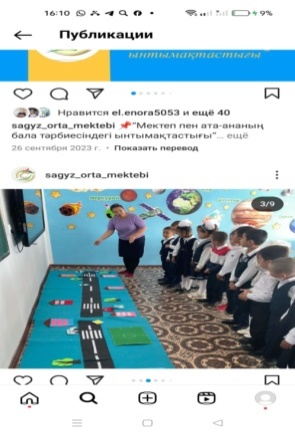 16:10
9%
Публикации
ынтымақтастығы
Нравится el.enora5053 и ещё 40
sagyz_orta_mektebi 📌"Мектеп пен ата-ананың
бала тәрбиесіндегі ынтымақтастығы"... ещё
26 сентября 2023 г. • Показать перевод
sagyz_orta_mektebi
3/9